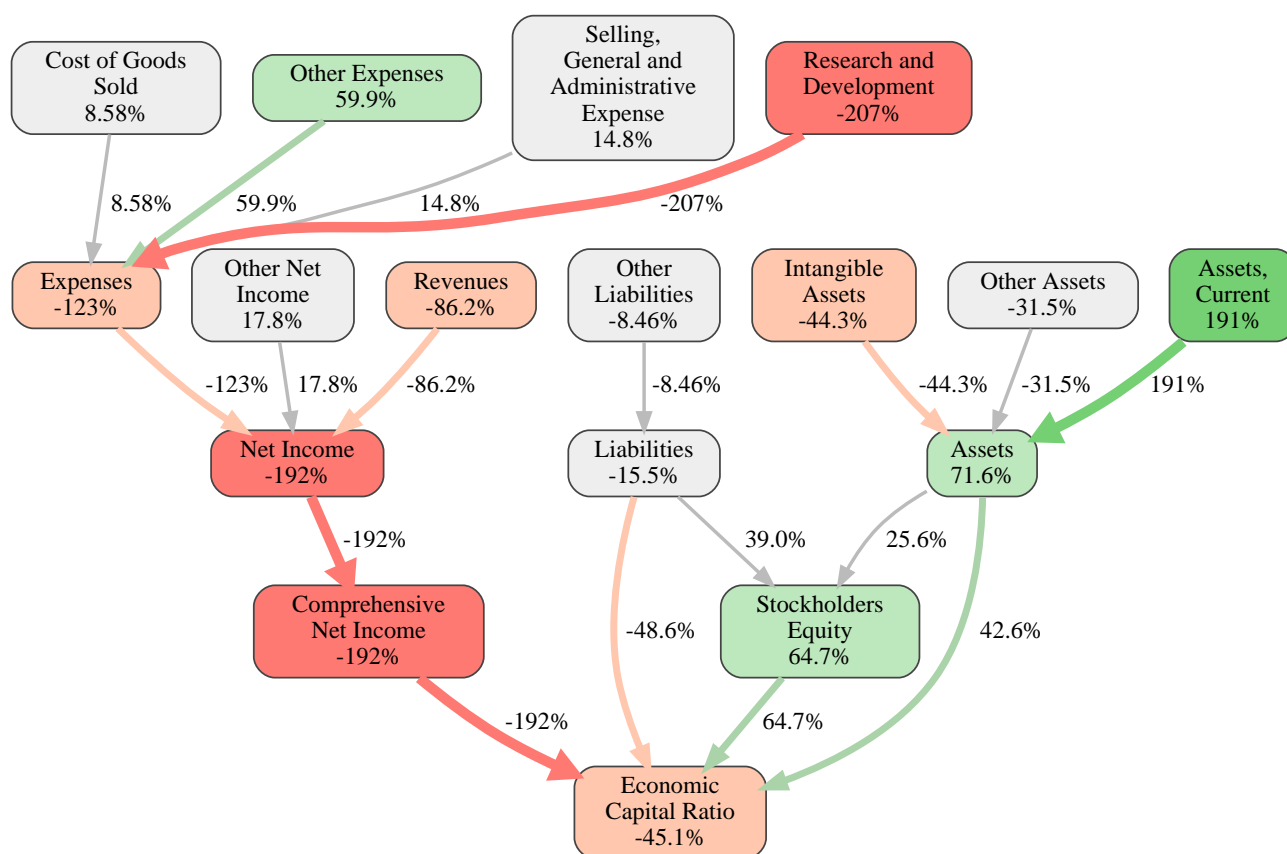 Cost of Goods
Sold
8.58%
Other Expenses
59.9%
Selling,
General and
Administrative
Expense
14.8%
Research and
Development
-207%
8.58%
59.9%
14.8%
-207%
Expenses
-123%
Other Net
Income
17.8%
Revenues
-86.2%
Other
Liabilities
-8.46%
Intangible
Assets
-44.3%
Other Assets
-31.5%
Assets,
Current
191%
-123%
17.8%
-86.2%
-8.46%
-44.3%
-31.5%
191%
Net Income
-192%
Liabilities
-15.5%
Assets
71.6%
-192%
39.0%
25.6%
Comprehensive
Net Income
-192%
-48.6%
Stockholders
Equity
64.7%
42.6%
-192%
64.7%
Economic
Capital Ratio
-45.1%